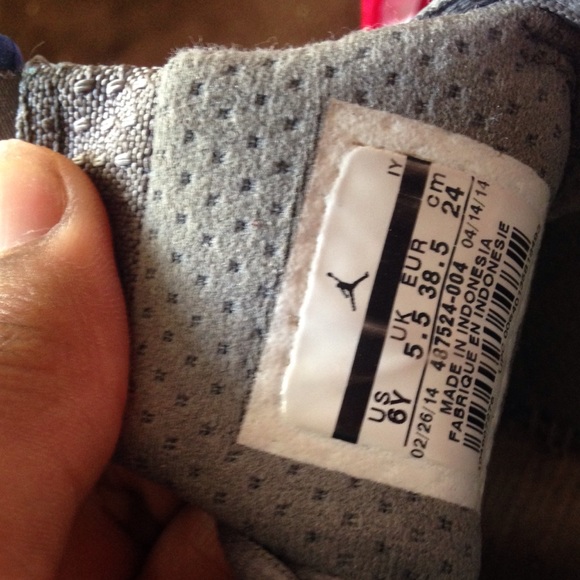 IY
US UK EUR cm
6Y 5.5 38.5 24
02/26/14 487524-064 04/14/14
MADE IN INDONESIA
FABRIQUE EN INDONESIE